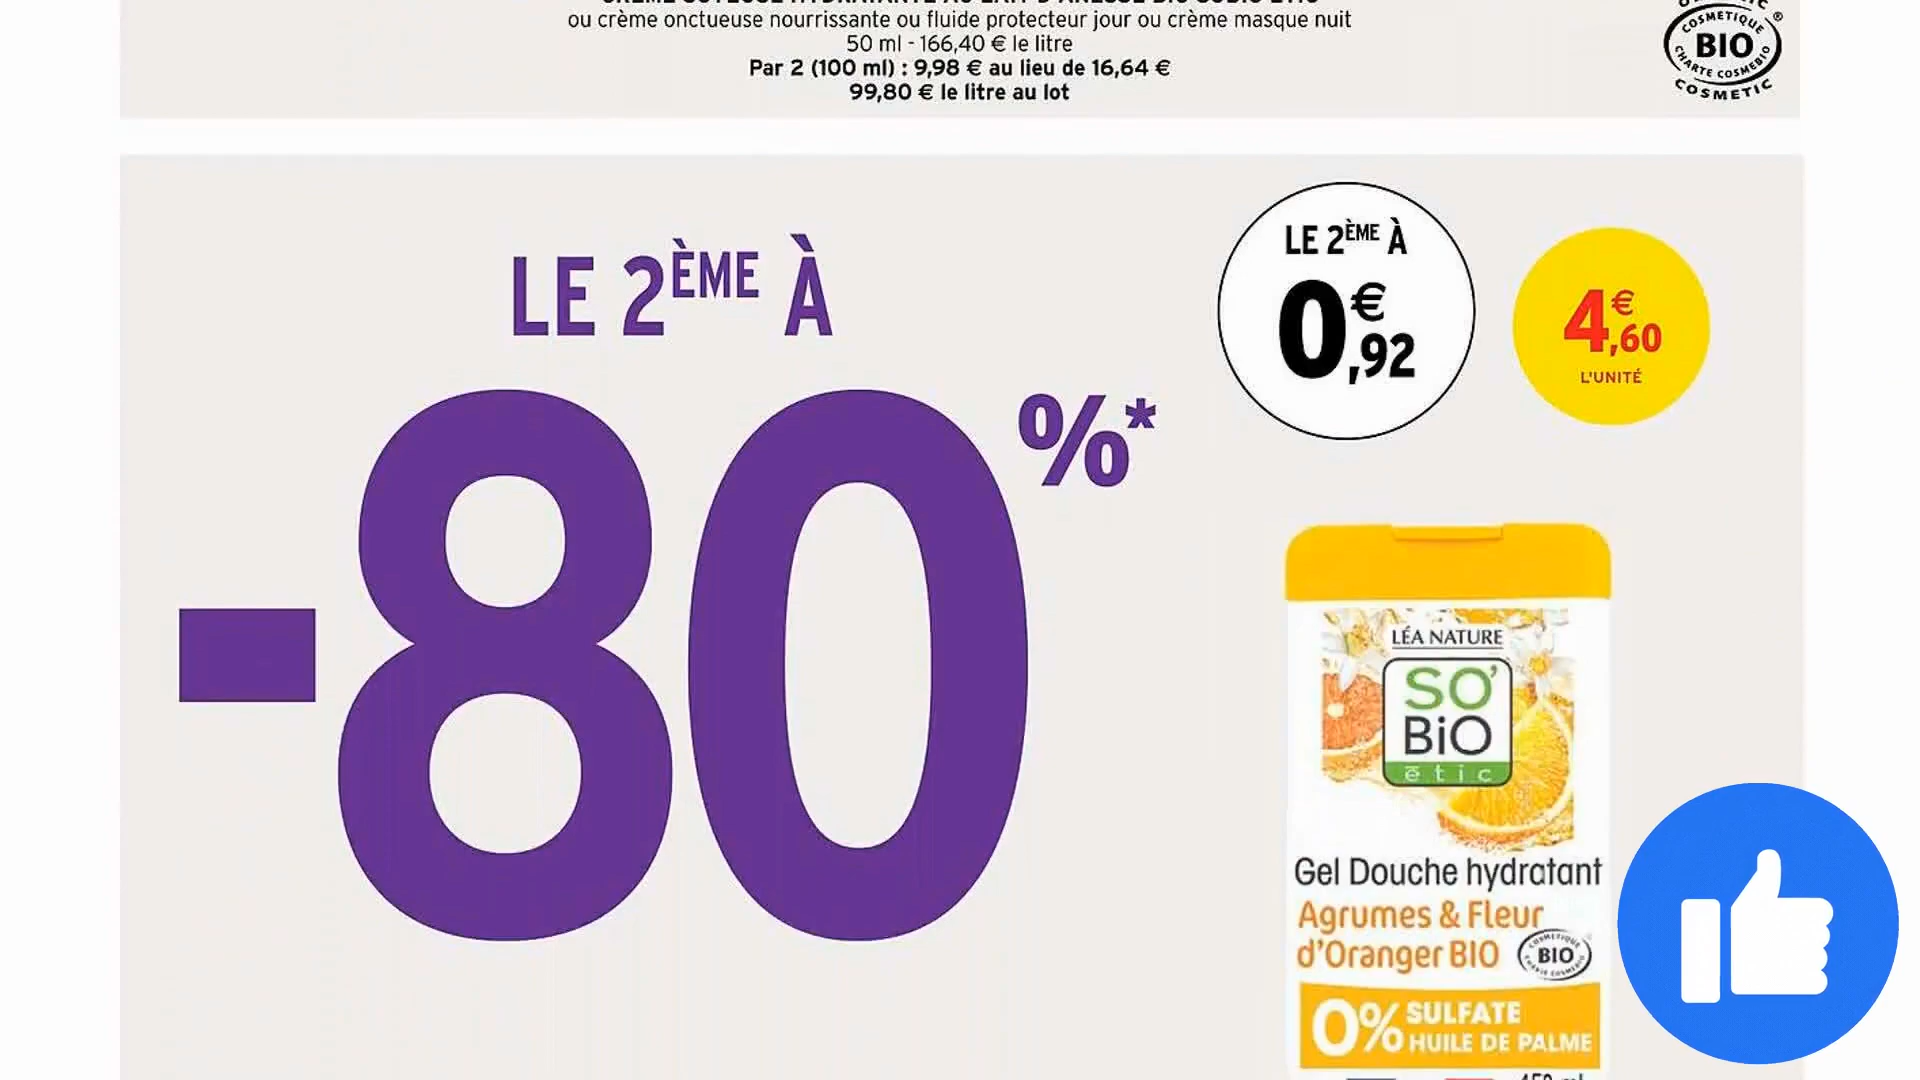 ou crème onctueuse nourrissante ou fluide protecteur jour ou crème masque nuit
50 ml - 166,40 € le litre
Par 2 (100 ml) : 9,98 € au lieu de 16,64 €
99,80 € le litre au lot
COSMETIQUE
BIO
CHARTE COSMEBIO
COSMETIC
®
LE 2ÈME À
-80%*
LE 2ÈME À
0€,92
4€,60
L'UNITÉ
LÉA NATURE
SO'
BiO
étic
Gel Douche hydratant
Agrumes & Fleur
d'Oranger BIO
BIO
0% SULFATE
HUILE DE PALME